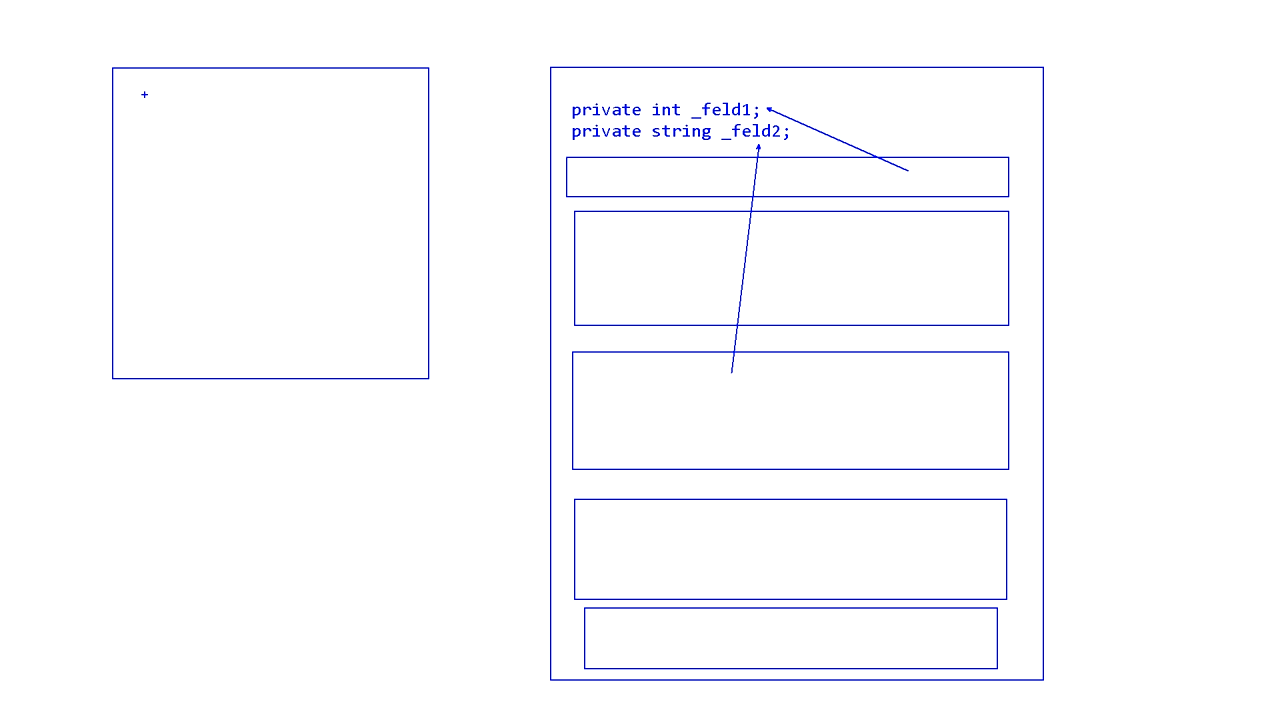 +
private int _feld1;
private string _feld2;